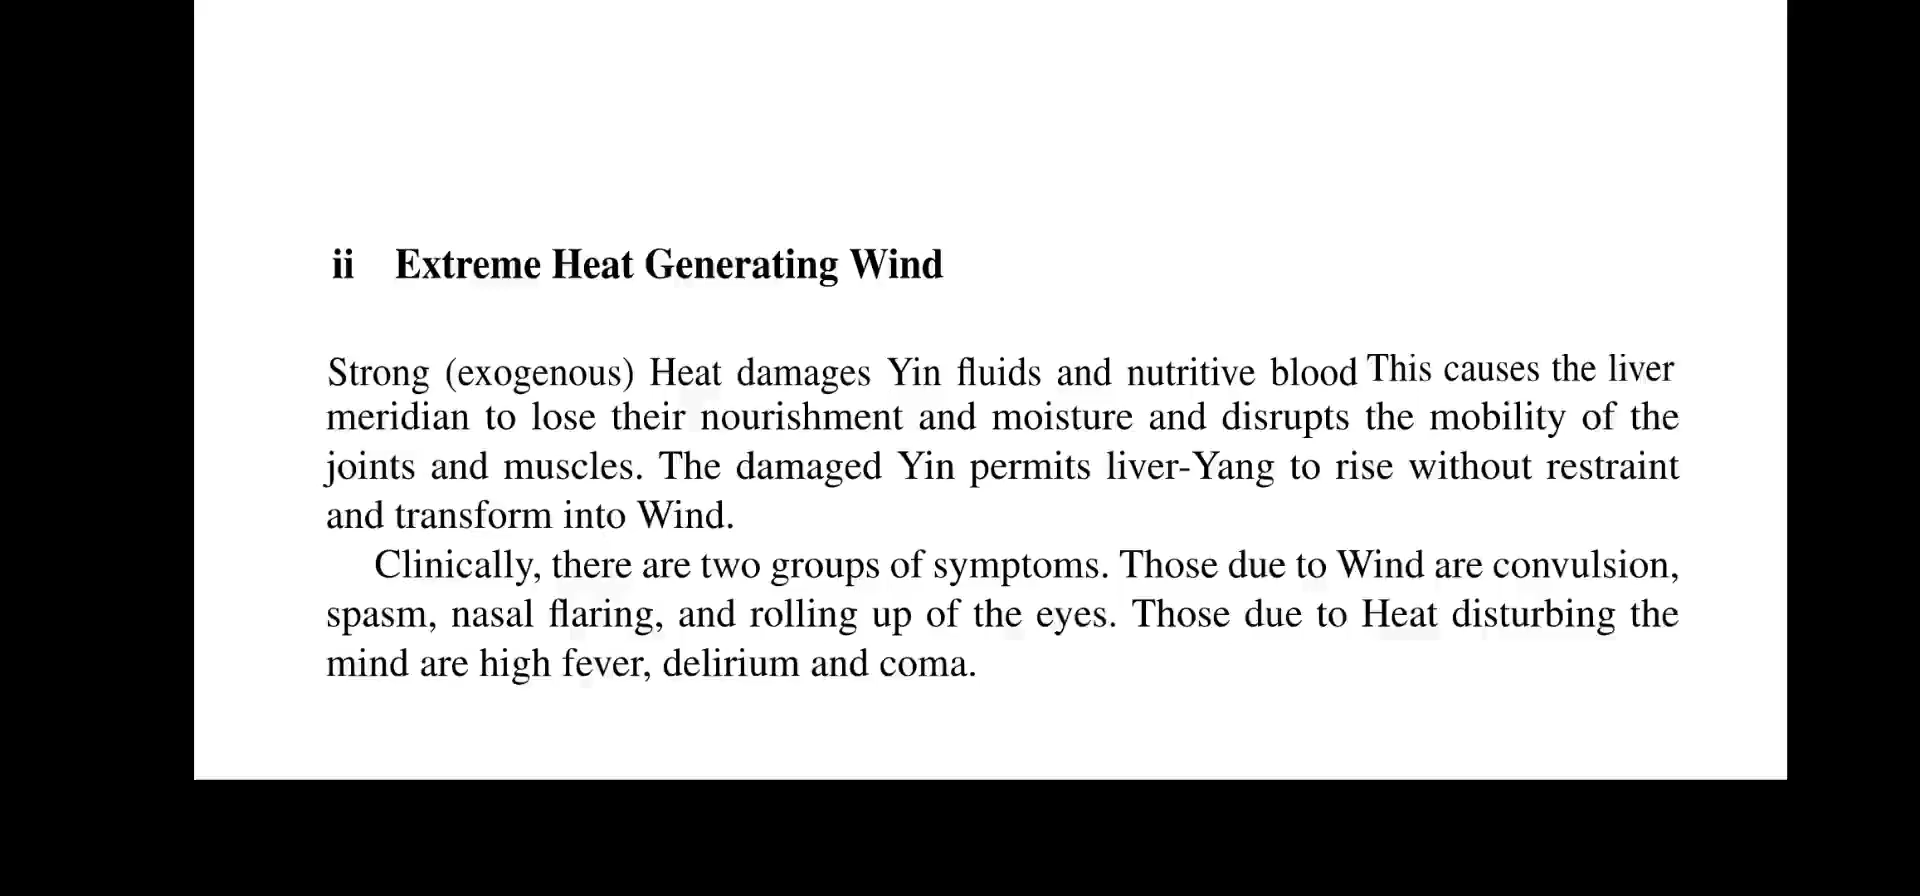 ii Extreme Heat Generating Wind
Strong (exogenous) Heat damages Yin fluids and nutritive blood This causes the liver
meridian to lose their nourishment and moisture and disrupts the mobility of the
joints and muscles. The damaged Yin permits liver-Yang to rise without restraint
and transform into Wind.
Clinically, there are two groups of symptoms. Those due to Wind are convulsion,
spasm, nasal flaring, and rolling up of the eyes. Those due to Heat disturbing the
mind are high fever, delirium and coma.